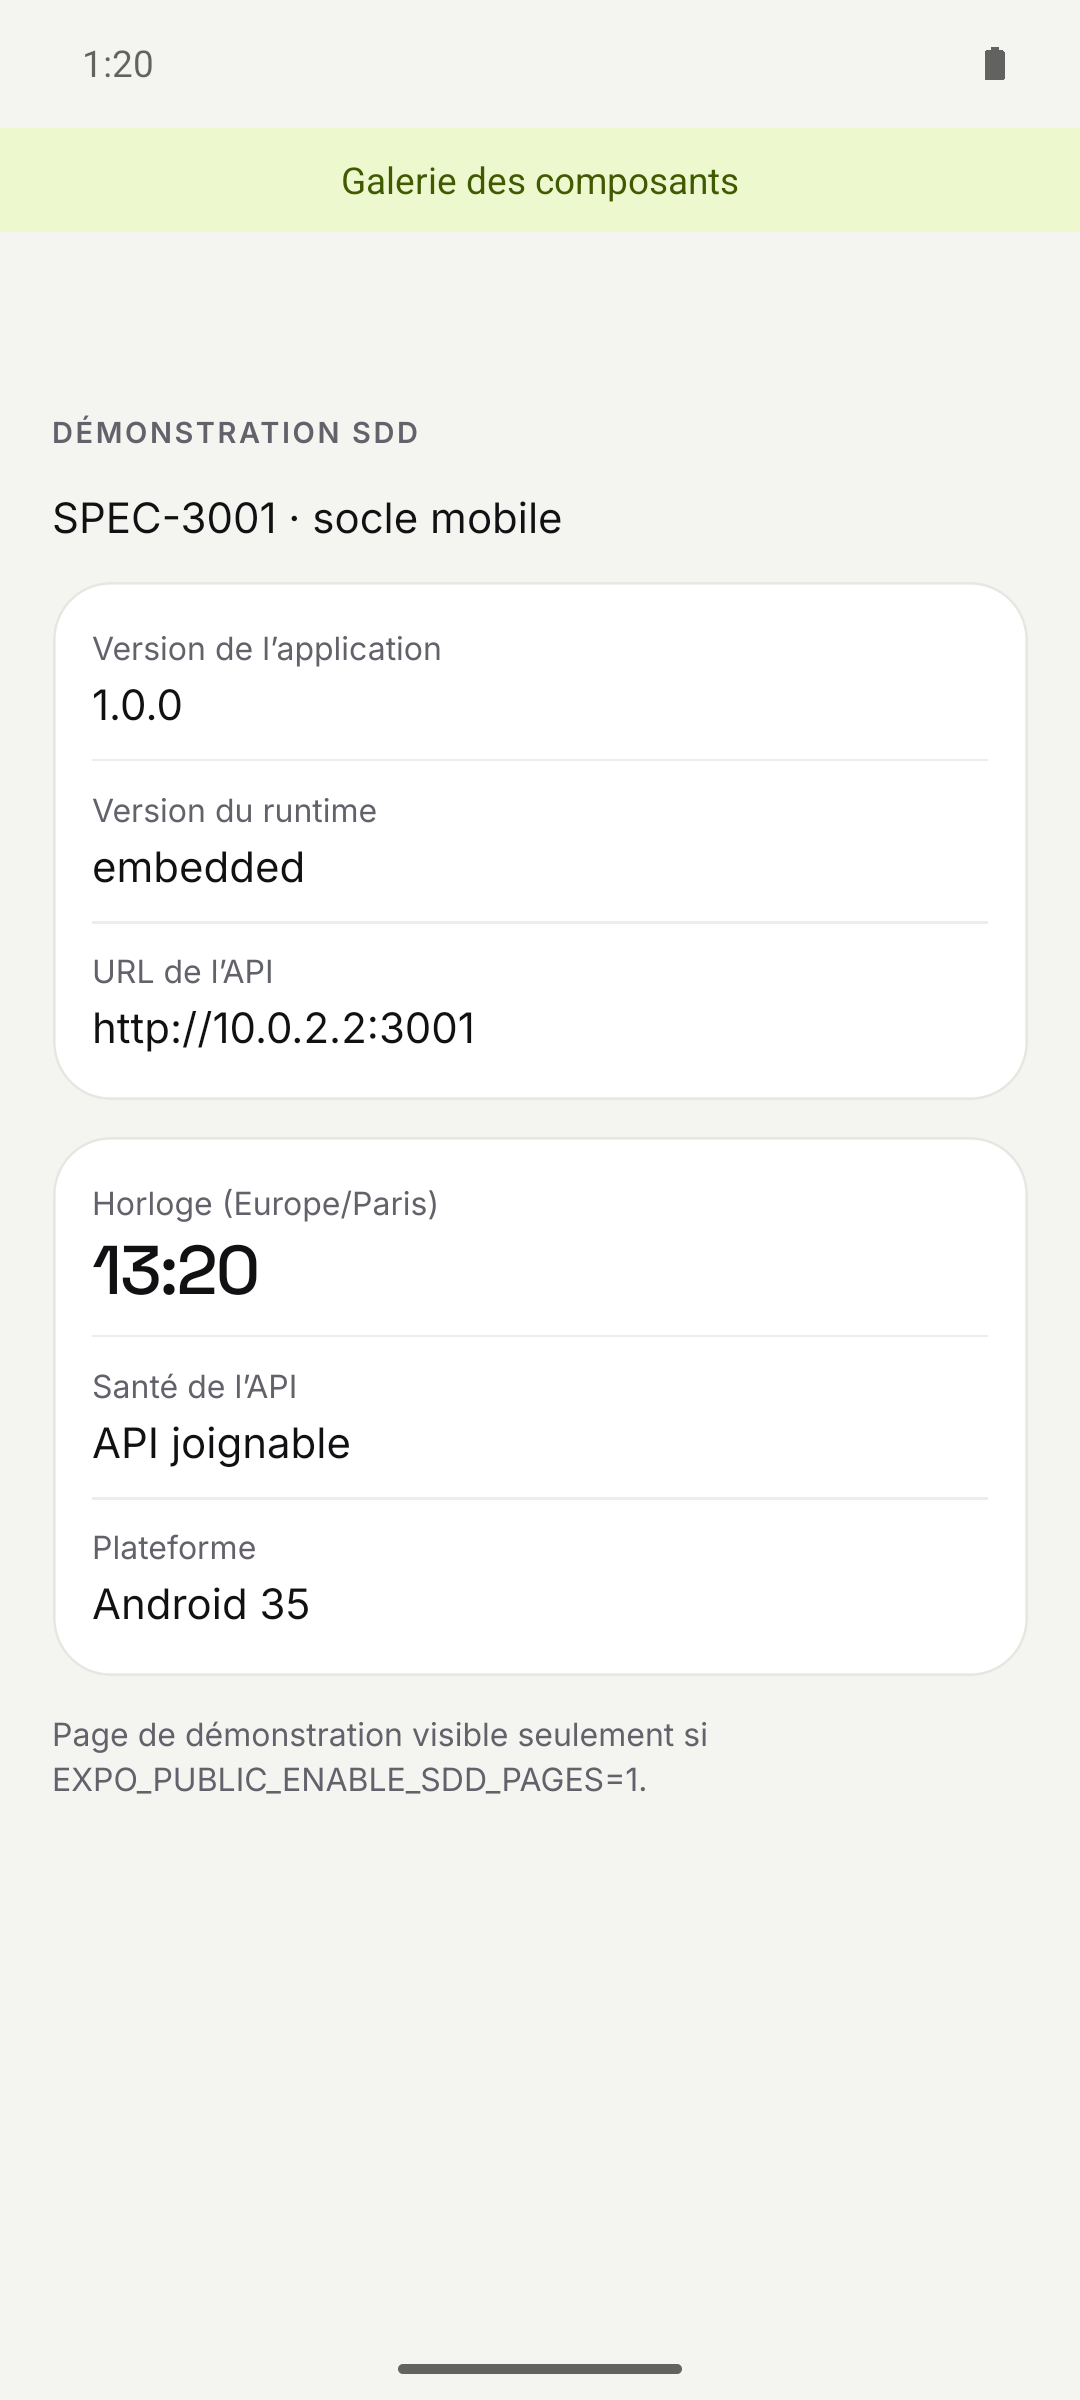 1:20
Galerie des composants
DÉMONSTRATION SDD
SPEC-3001 · socle mobile
Version de l’application
1.0.0
Version du runtime
embedded
URL de l’API
http://10.0.2.2:3001
Horloge (Europe/Paris)
13:20
Santé de l’API
API joignable
Plateforme
Android 35
Page de démonstration visible seulement si
EXPO_PUBLIC_ENABLE_SDD_PAGES=1.